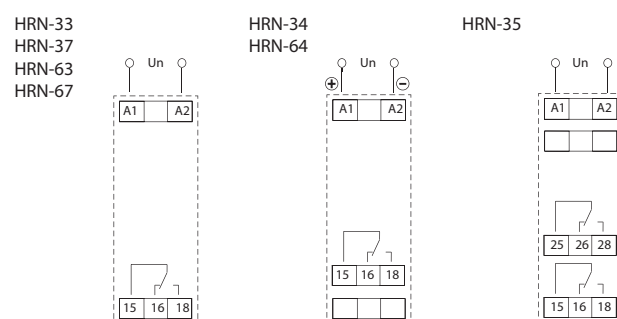 HRN-33
HRN-37
HRN-63
HRN-67
Un
A1 A2
15 16 18
HRN-34
HRN-64
Un
+ −
A1 A2
15 16 18
HRN-35
Un
A1 A2
25 26 28
15 16 18